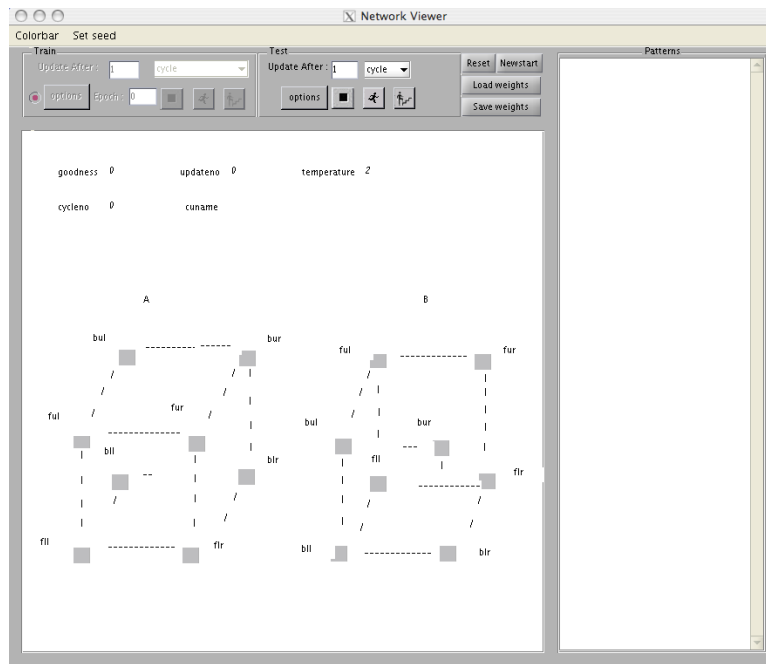 X Network Viewer
Colorbar Set seed
Train Test Patterns
Update After : 1 cycle Update After : 1 cycle Reset Newstart
options Epoch : 0 options Load weights
Save weights
goodness 0 updateno 0 temperature 2
cycleno 0 cuname
A B
bul bur ful fur
ful fur bul bur
bll blr fll flr
fll flr bll blr